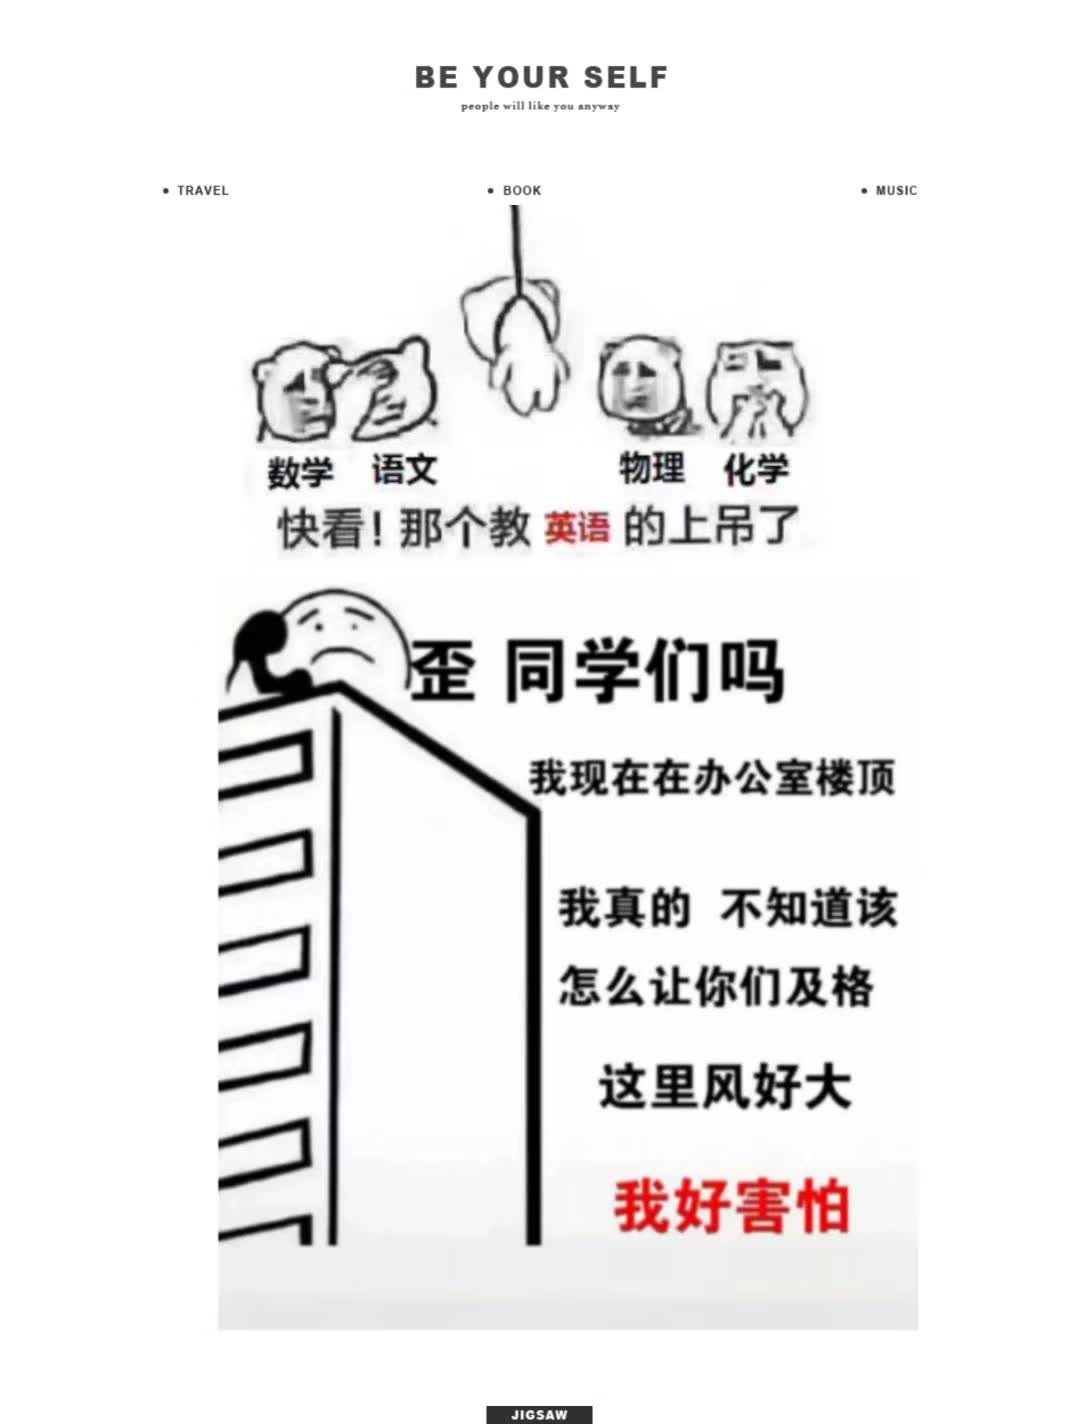 BE YOUR SELF
people will like you anyway
• TRAVEL • BOOK • MUSIC
数学 语文 物理 化学
快看！那个教 英语 的上吊了
歪 同学们吗
我现在在办公室楼顶
我真的 不知道该
怎么让你们及格
这里风好大
我好害怕
JIGSAW